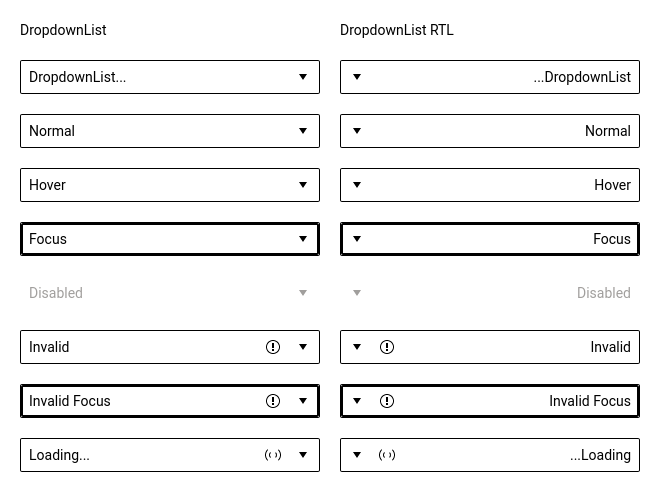 DropdownList
DropdownList...
Normal
Hover
Focus
Disabled
Invalid
Invalid Focus
Loading...
DropdownList RTL
...DropdownList
Normal
Hover
Focus
Disabled
Invalid
Invalid Focus
...Loading